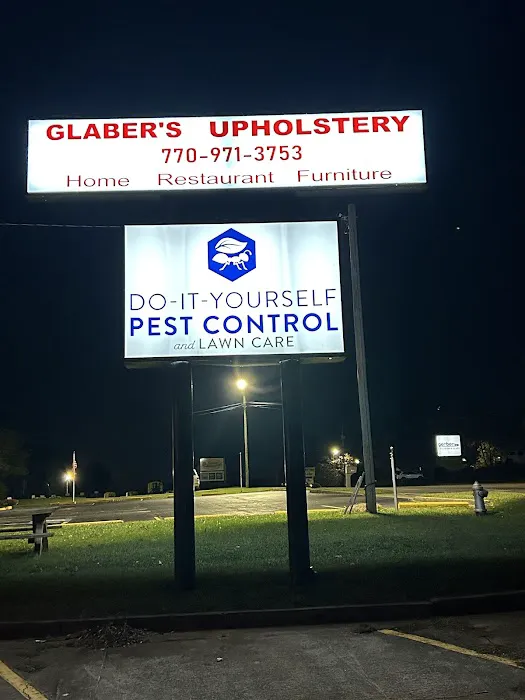 GLABER'S UPHOLSTERY
770-971-3753
Home Restaurant Furniture
DO-IT-YOURSELF
PEST CONTROL
and LAWN CARE